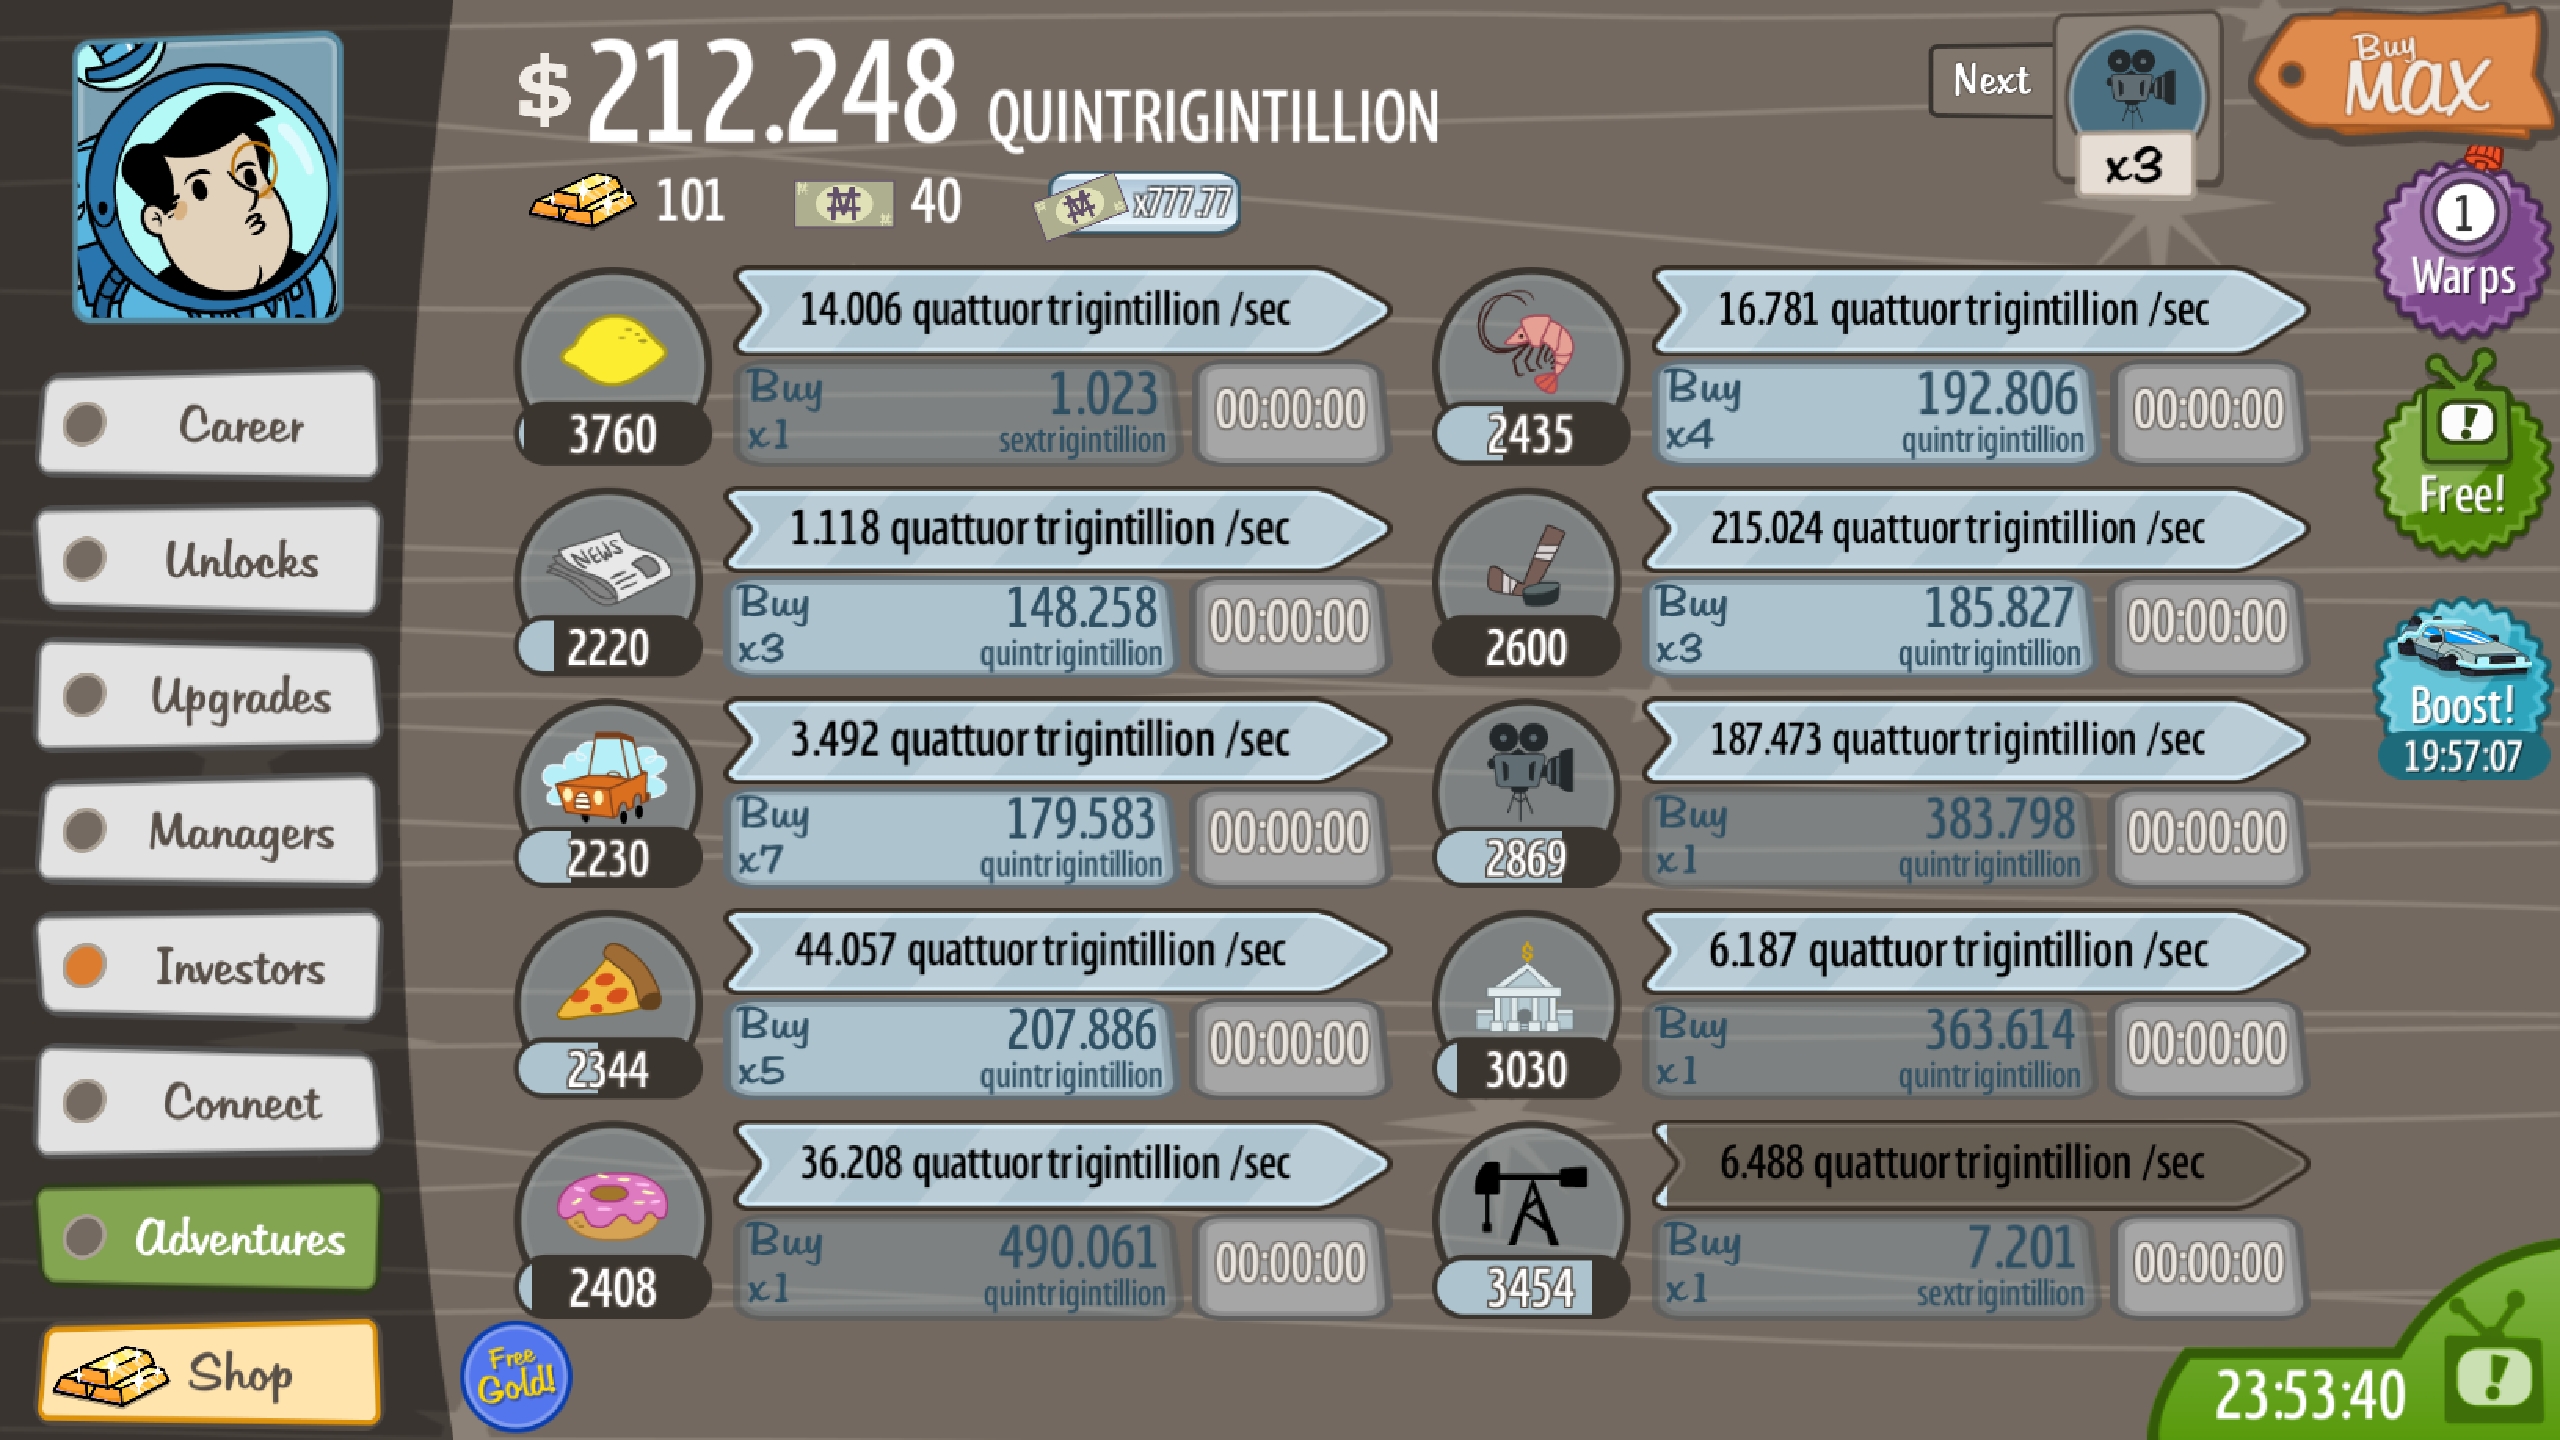 $212.248 QUINTRIGINTILLION
101 40 x777.77
Next
x3
Buy
MAX
1
Warps
Free!
Boost!
19:57:07
Career
Unlocks
Upgrades
Managers
Investors
Connect
Adventures
Shop
14.006 quattuortrigintillion /sec
Buy 1.023
x1 sextrigintillion
00:00:00
3760
NEWS
1.118 quattuortrigintillion /sec
Buy 148.258
x3 quintrigintillion
00:00:00
2220
3.492 quattuortrigintillion /sec
Buy 179.583
x7 quintrigintillion
00:00:00
2230
44.057 quattuortrigintillion /sec
Buy 207.886
x5 quintrigintillion
00:00:00
2344
36.208 quattuortrigintillion /sec
Buy 490.061
x1 quintrigintillion
00:00:00
2408
16.781 quattuortrigintillion /sec
Buy 192.806
x4 quintrigintillion
00:00:00
2435
215.024 quattuortrigintillion /sec
Buy 185.827
x3 quintrigintillion
00:00:00
2600
187.473 quattuortrigintillion /sec
Buy 383.798
x1 quintrigintillion
00:00:00
2869
$
6.187 quattuortrigintillion /sec
Buy 363.614
x1 quintrigintillion
00:00:00
3030
6.488 quattuortrigintillion /sec
Buy 7.201
x1 sextrigintillion
00:00:00
3454
Free
Gold!
23:53:40